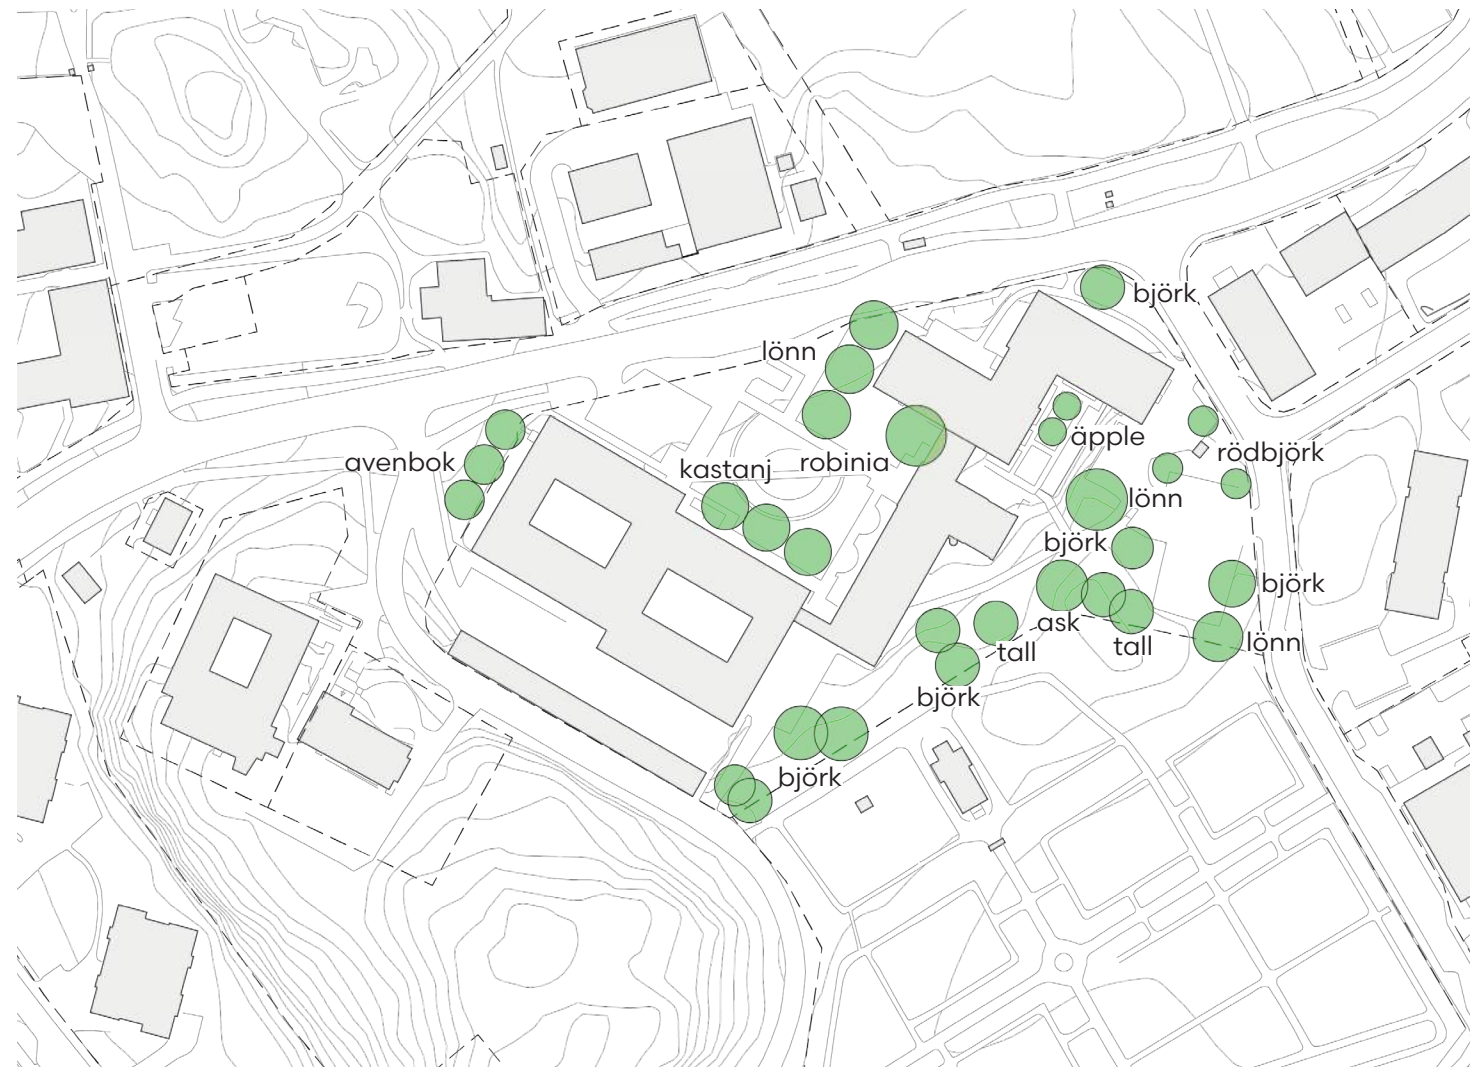 björk
lönn
äpple
avenbok
kastanj
robinia
rödbjörk
lönn
björk
björk
ask
tall
tall
lönn
björk
björk